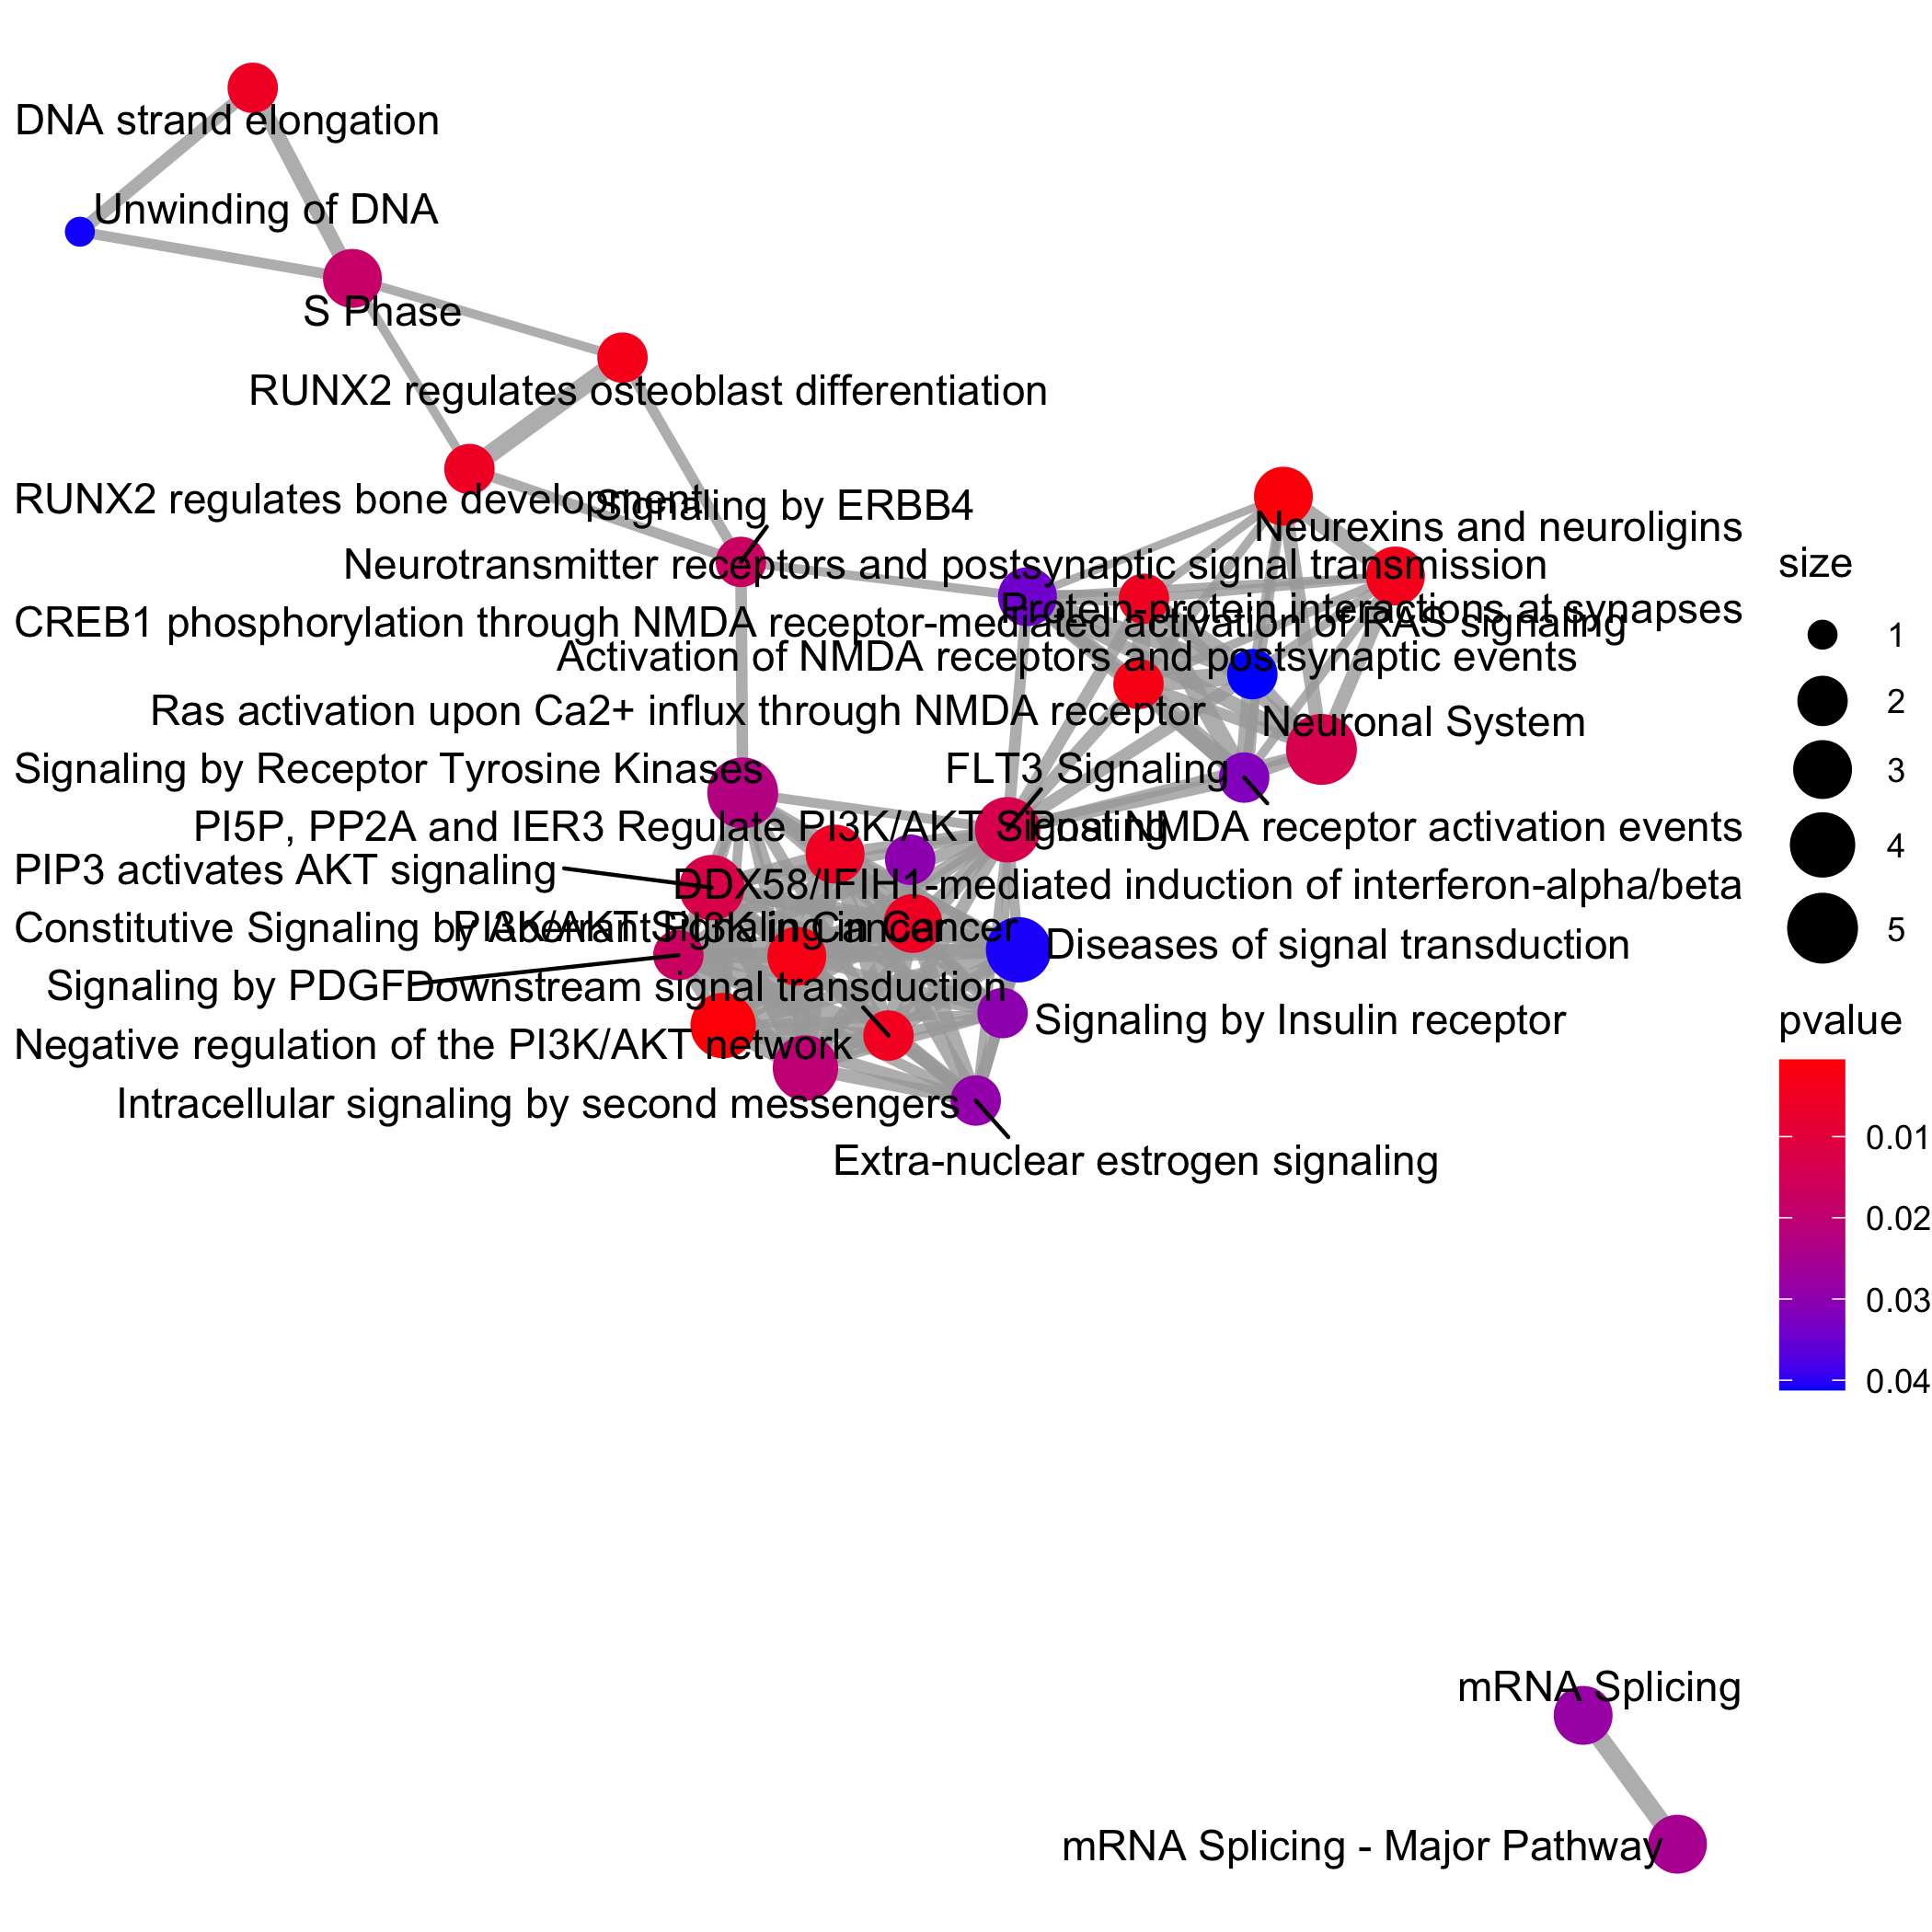 DNA strand elongation
Unwinding of DNA
S Phase
RUNX2 regulates osteoblast differentiation
RUNX2 regulates bone development
Signaling by ERBB4
Neurexins and neuroligins
Neurotransmitter receptors and postsynaptic signal transmission
Protein-protein interactions at synapses
CREB1 phosphorylation through NMDA receptor-mediated activation of RAS signaling
Activation of NMDA receptors and postsynaptic events
Ras activation upon Ca2+ influx through NMDA receptor
Neuronal System
Signaling by Receptor Tyrosine Kinases
FLT3 Signaling
PI5P, PP2A and IER3 Regulate PI3K/AKT Signaling
Post NMDA receptor activation events
PIP3 activates AKT signaling
DDX58/IFIH1-mediated induction of interferon-alpha/beta
Constitutive Signaling by Aberrant PI3K in Cancer
PI3K/AKT Signaling in Cancer
Diseases of signal transduction
Signaling by PDGF
Downstream signal transduction
Signaling by Insulin receptor
Negative regulation of the PI3K/AKT network
Intracellular signaling by second messengers
Extra-nuclear estrogen signaling
mRNA Splicing
mRNA Splicing - Major Pathway
size
1
2
3
4
5
pvalue
0.01
0.02
0.03
0.04